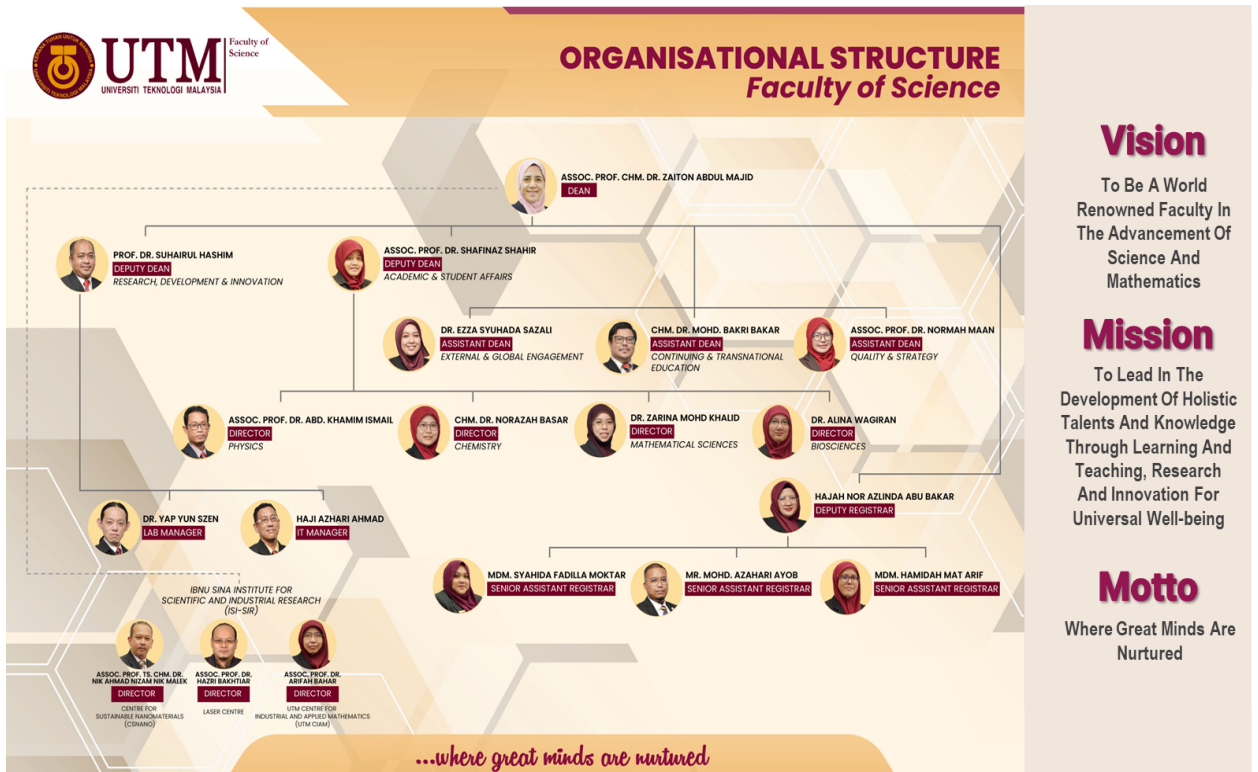 UTM
UNIVERSITI TEKNOLOGI MALAYSIA
Faculty of
Science
ORGANISATIONAL STRUCTURE
Faculty of Science
ASSOC. PROF. CHM. DR. ZAITON ABDUL MAJID
DEAN
PROF. DR. SUHAIRUL HASHIM
DEPUTY DEAN
RESEARCH, DEVELOPMENT & INNOVATION
ASSOC. PROF. DR. SHAFINAZ SHAHIR
DEPUTY DEAN
ACADEMIC & STUDENT AFFAIRS
DR. EZZA SYUHADA SAZALI
ASSISTANT DEAN
EXTERNAL & GLOBAL ENGAGEMENT
CHM. DR. MOHD. BAKRI BAKAR
ASSISTANT DEAN
CONTINUING & TRANSNATIONAL
EDUCATION
ASSOC. PROF. DR. NORMAH MAAN
ASSISTANT DEAN
QUALITY & STRATEGY
ASSOC. PROF. DR. ABD. KHAMIM ISMAIL
DIRECTOR
PHYSICS
CHM. DR. NORAZAH BASAR
DIRECTOR
CHEMISTRY
DR. ZARINA MOHD KHALID
DIRECTOR
MATHEMATICAL SCIENCES
DR. ALINA WAGIRAN
DIRECTOR
BIOSCIENCES
HAJAH NOR AZLINDA ABU BAKAR
DEPUTY REGISTRAR
DR. YAP YUN SZEN
LAB MANAGER
HAJI AZHARI AHMAD
IT MANAGER
MDM. SYAHIDA FADILLA MOKTAR
SENIOR ASSISTANT REGISTRAR
MR. MOHD. AZAHARI AYOB
SENIOR ASSISTANT REGISTRAR
MDM. HAMIDAH MAT ARIF
SENIOR ASSISTANT REGISTRAR
IBNU SINA INSTITUTE FOR
SCIENTIFIC AND INDUSTRIAL RESEARCH
(ISI-SIR)
ASSOC. PROF. TS. CHM. DR.
NIK AHMAD NIZAM NIK MALEK
DIRECTOR
CENTRE FOR
SUSTAINABLE NANOMATERIALS
(CSNANO)
ASSOC. PROF. DR.
HAZRI BAKHTIAR
DIRECTOR
LASER CENTRE
ASSOC. PROF. DR.
ARIFAH BAHAR
DIRECTOR
UTM CENTRE FOR
INDUSTRIAL AND APPLIED MATHEMATICS
(UTM CIAM)
...where great minds are nurtured
Vision
To Be A World
Renowned Faculty In
The Advancement Of
Science And
Mathematics
Mission
To Lead In The
Development Of Holistic
Talents And Knowledge
Through Learning And
Teaching, Research
And Innovation For
Universal Well-being
Motto
Where Great Minds Are
Nurtured